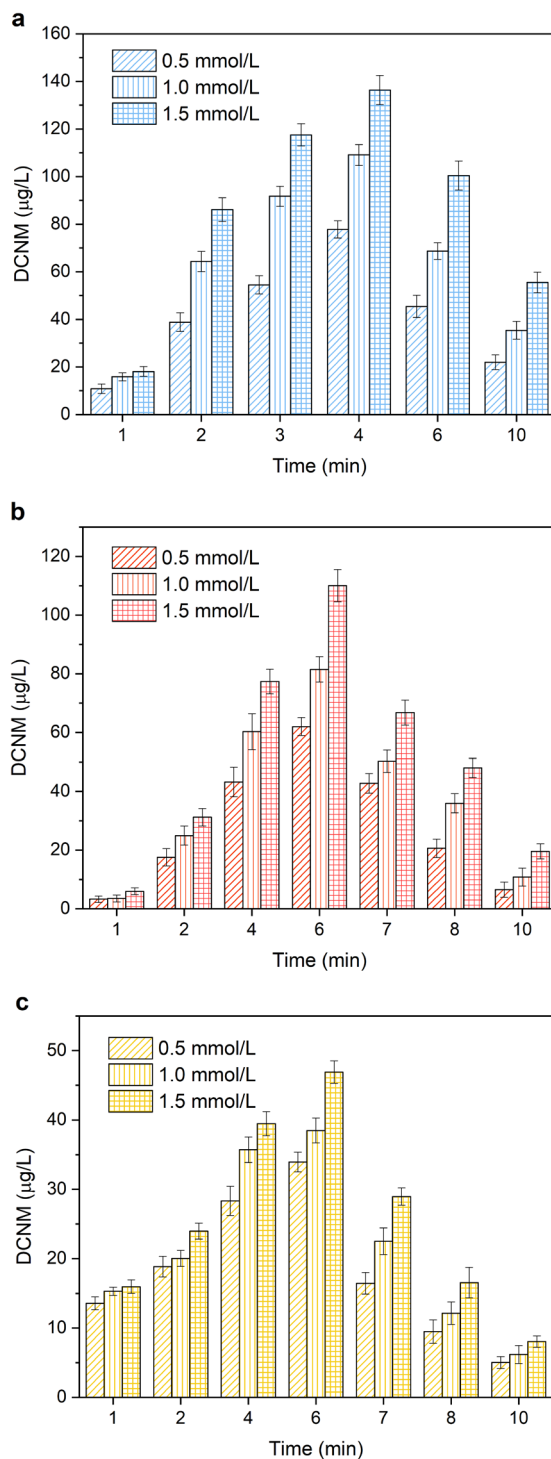 a
160
140
120
100
80
60
40
20
0
DCNM (μg/L)
0.5 mmol/L
1.0 mmol/L
1.5 mmol/L
1 2 3 4 6 10
Time (min)
b
120
100
80
60
40
20
0
DCNM (μg/L)
0.5 mmol/L
1.0 mmol/L
1.5 mmol/L
1 2 4 6 7 8 10
Time (min)
c
50
40
30
20
10
0
DCNM (μg/L)
0.5 mmol/L
1.0 mmol/L
1.5 mmol/L
1 2 4 6 7 8 10
Time (min)